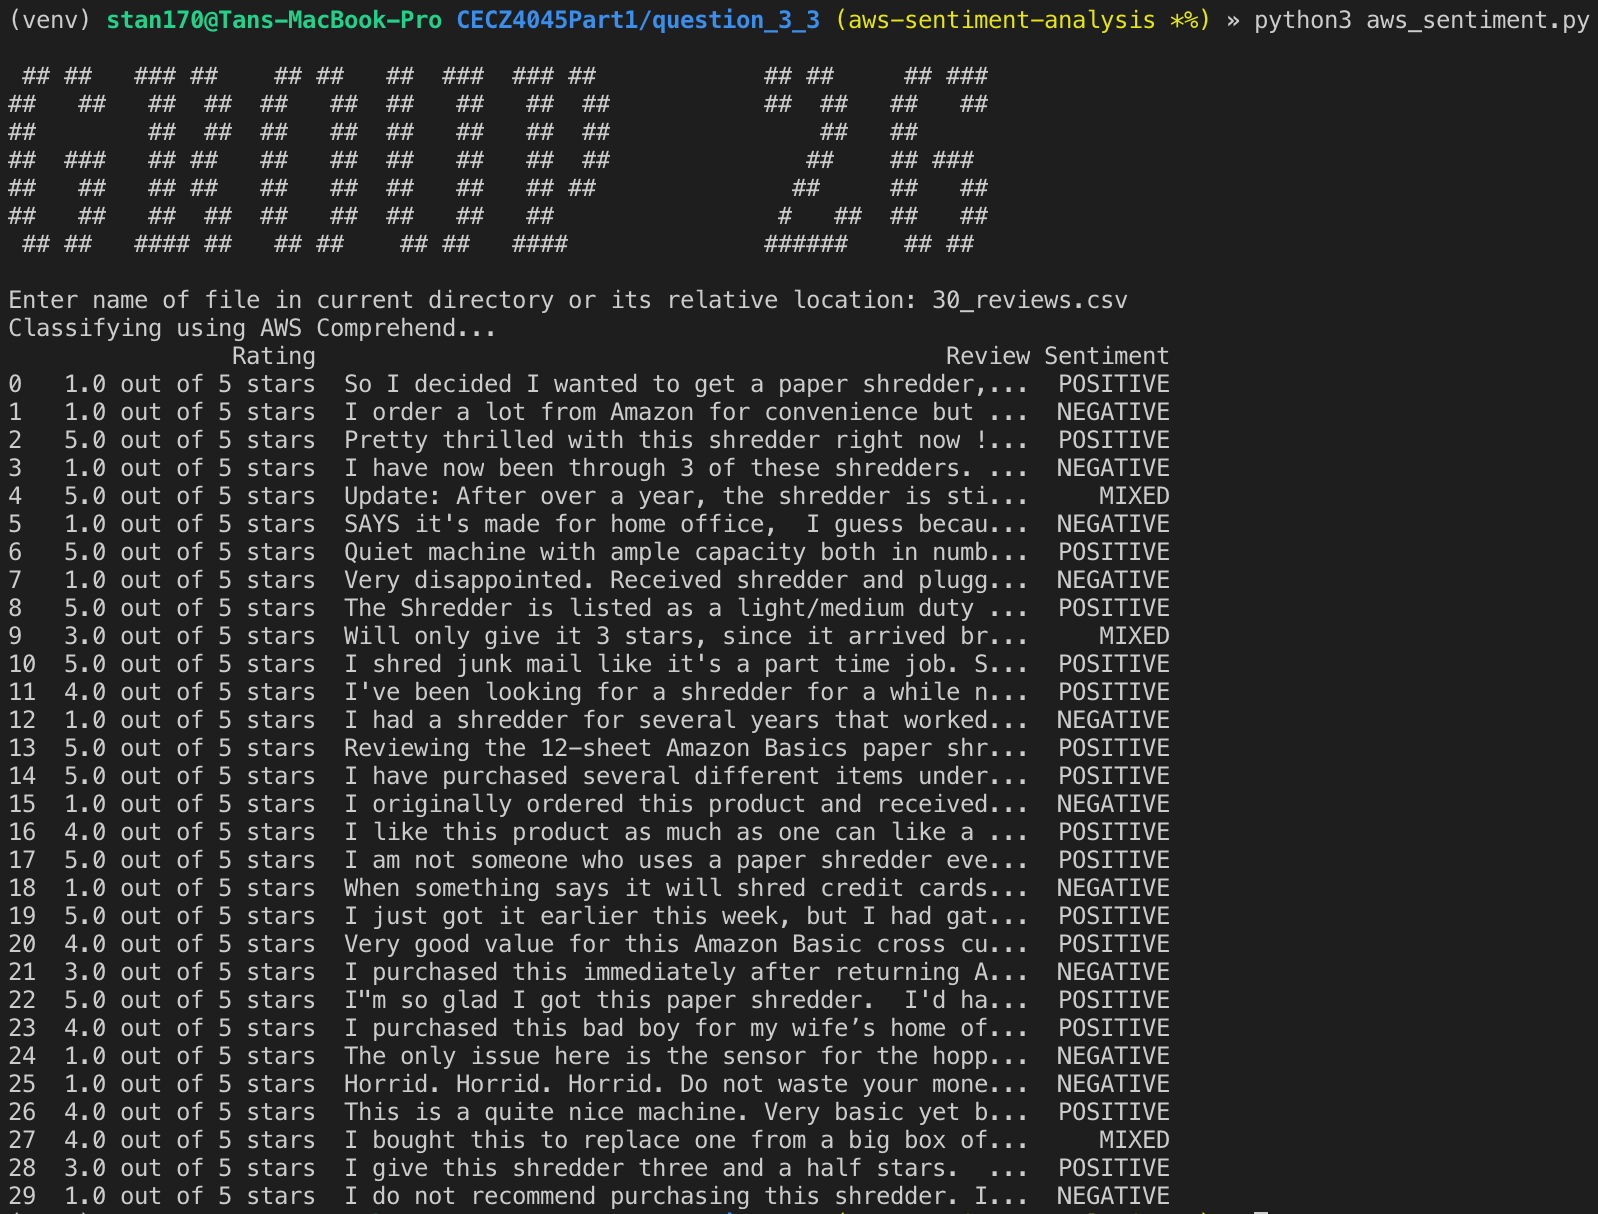 (venv) stan170@Tans-MacBook-Pro CECZ4045Part1/question_3_3 (aws-sentiment-analysis *%) » python3 aws_sentiment.py
GROUP 26
Enter name of file in current directory or its relative location: 30_reviews.csv
Classifying using AWS Comprehend...
Rating Review Sentiment
0 1.0 out of 5 stars So I decided I wanted to get a paper shredder,... POSITIVE
1 1.0 out of 5 stars I order a lot from Amazon for convenience but ... NEGATIVE
2 5.0 out of 5 stars Pretty thrilled with this shredder right now !... POSITIVE
3 1.0 out of 5 stars I have now been through 3 of these shredders. ... NEGATIVE
4 5.0 out of 5 stars Update: After over a year, the shredder is sti... MIXED
5 1.0 out of 5 stars SAYS it's made for home office,  I guess becau... NEGATIVE
6 5.0 out of 5 stars Quiet machine with ample capacity both in numb... POSITIVE
7 1.0 out of 5 stars Very disappointed. Received shredder and plugg... NEGATIVE
8 5.0 out of 5 stars The Shredder is listed as a light/medium duty ... POSITIVE
9 3.0 out of 5 stars Will only give it 3 stars, since it arrived br... MIXED
10 5.0 out of 5 stars I shred junk mail like it's a part time job. S... POSITIVE
11 4.0 out of 5 stars I've been looking for a shredder for a while n... POSITIVE
12 1.0 out of 5 stars I had a shredder for several years that worked... NEGATIVE
13 5.0 out of 5 stars Reviewing the 12-sheet Amazon Basics paper shr... POSITIVE
14 5.0 out of 5 stars I have purchased several different items under... POSITIVE
15 1.0 out of 5 stars I originally ordered this product and received... NEGATIVE
16 4.0 out of 5 stars I like this product as much as one can like a ... POSITIVE
17 5.0 out of 5 stars I am not someone who uses a paper shredder eve... POSITIVE
18 1.0 out of 5 stars When something says it will shred credit cards... NEGATIVE
19 5.0 out of 5 stars I just got it earlier this week, but I had gat... POSITIVE
20 4.0 out of 5 stars Very good value for this Amazon Basic cross cu... POSITIVE
21 3.0 out of 5 stars I purchased this immediately after returning A... NEGATIVE
22 5.0 out of 5 stars I"m so glad I got this paper shredder.  I'd ha... POSITIVE
23 4.0 out of 5 stars I purchased this bad boy for my wife’s home of... POSITIVE
24 1.0 out of 5 stars The only issue here is the sensor for the hopp... NEGATIVE
25 1.0 out of 5 stars Horrid. Horrid. Horrid. Do not waste your mone... NEGATIVE
26 4.0 out of 5 stars This is a quite nice machine. Very basic yet b... POSITIVE
27 4.0 out of 5 stars I bought this to replace one from a big box of... MIXED
28 3.0 out of 5 stars I give this shredder three and a half stars.  ... POSITIVE
29 1.0 out of 5 stars I do not recommend purchasing this shredder. I... NEGATIVE